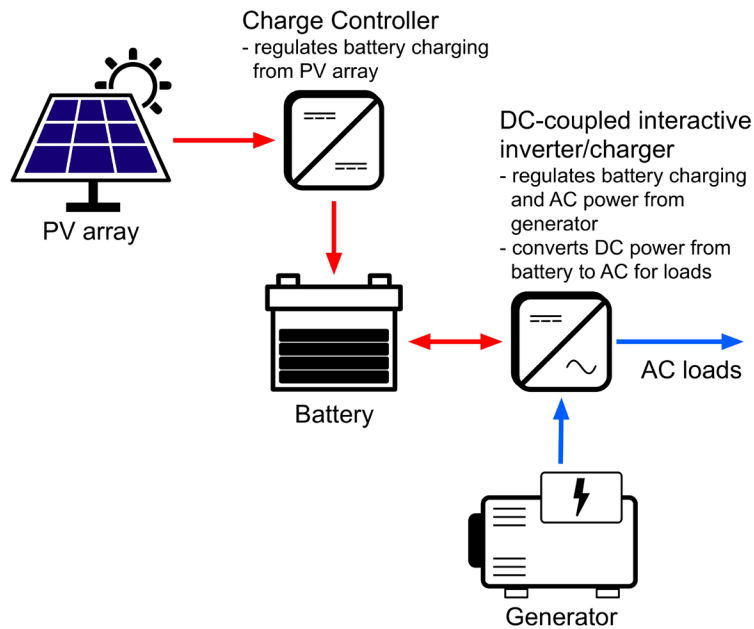 Charge Controller
- regulates battery charging
from PV array
PV array
DC-coupled interactive
inverter/charger
- regulates battery charging
and AC power from
generator
- converts DC power from
battery to AC for loads
Battery
AC loads
Generator